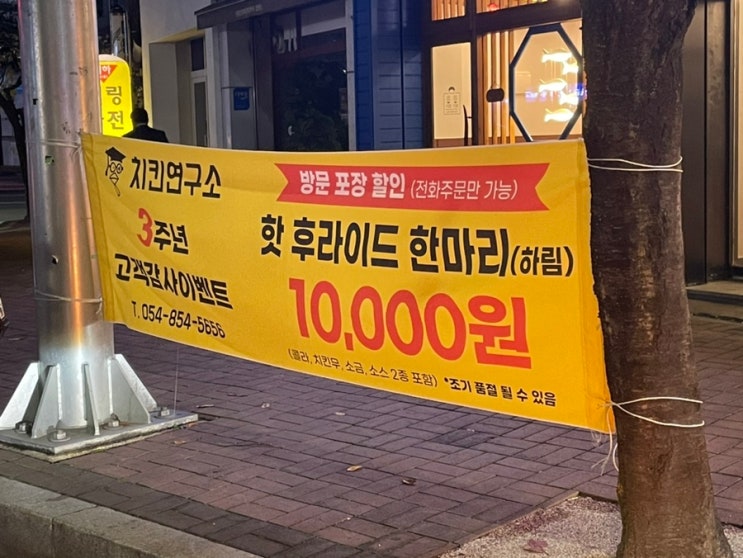 치킨연구소
3주년
고객감사이벤트
T. 054-854-5656
방문 포장 할인 (전화주문만 가능)
핫 후라이드 한마리(하림)
10,000원
(콜라, 치킨무, 소금, 소스 2종 포함) *조기 품절 될 수 있음
링
전